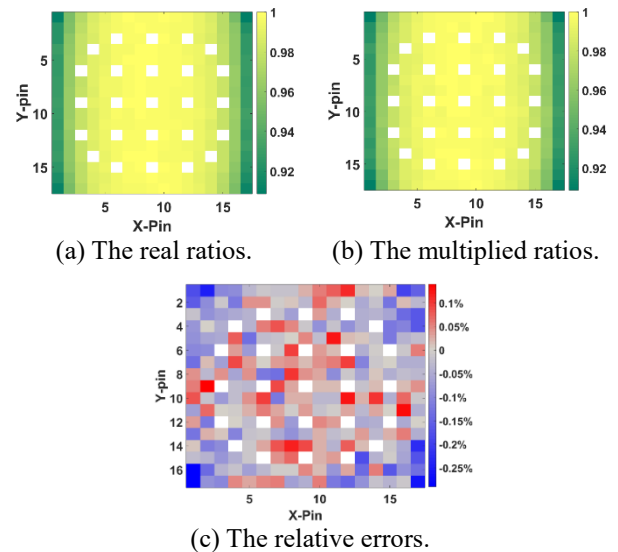 1
5
0.98
Y-pin
10
0.96
0.94
15
0.92
5 10 15
X-Pin
(a) The real ratios.
1
5
0.98
Y-pin
10
0.96
0.94
15
0.92
5 10 15
X-Pin
(b) The multiplied ratios.
2
4
6
8
10
12
14
16
Y-pin
0.1%
0.05%
0
-0.05%
-0.1%
-0.15%
-0.2%
-0.25%
5 10 15
X-Pin
(c) The relative errors.